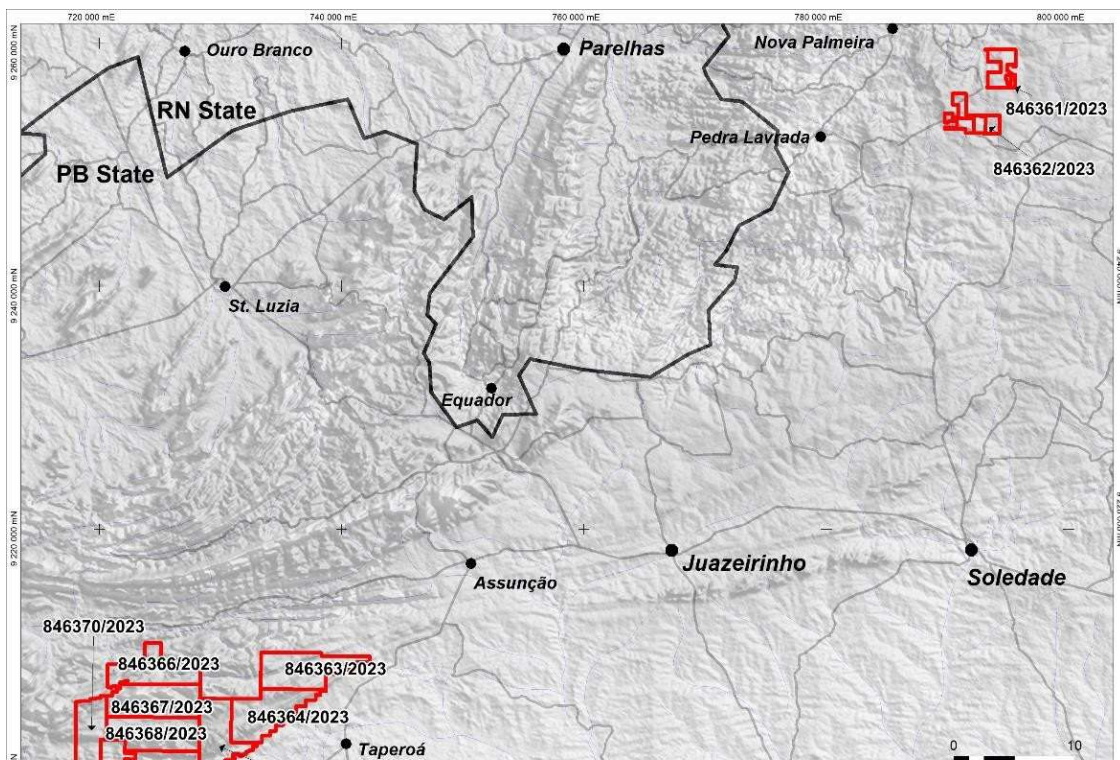 720 000 mE
740 000 mE
760 000 mE
780 000 mE
800 000 mE
9 260 000 mN
Ouro Branco
Parelhas
Nova Palmeira
RN State
846361/2023
Pedra Lavrada
PB State
846362/2023
9 240 000 mN
St. Luzia
Equador
9 220 000 mN
Juazeirinho
Assunção
Soledade
846370/2023
846366/2023
846363/2023
846367/2023
846364/2023
846368/2023
Taperoá
0 10